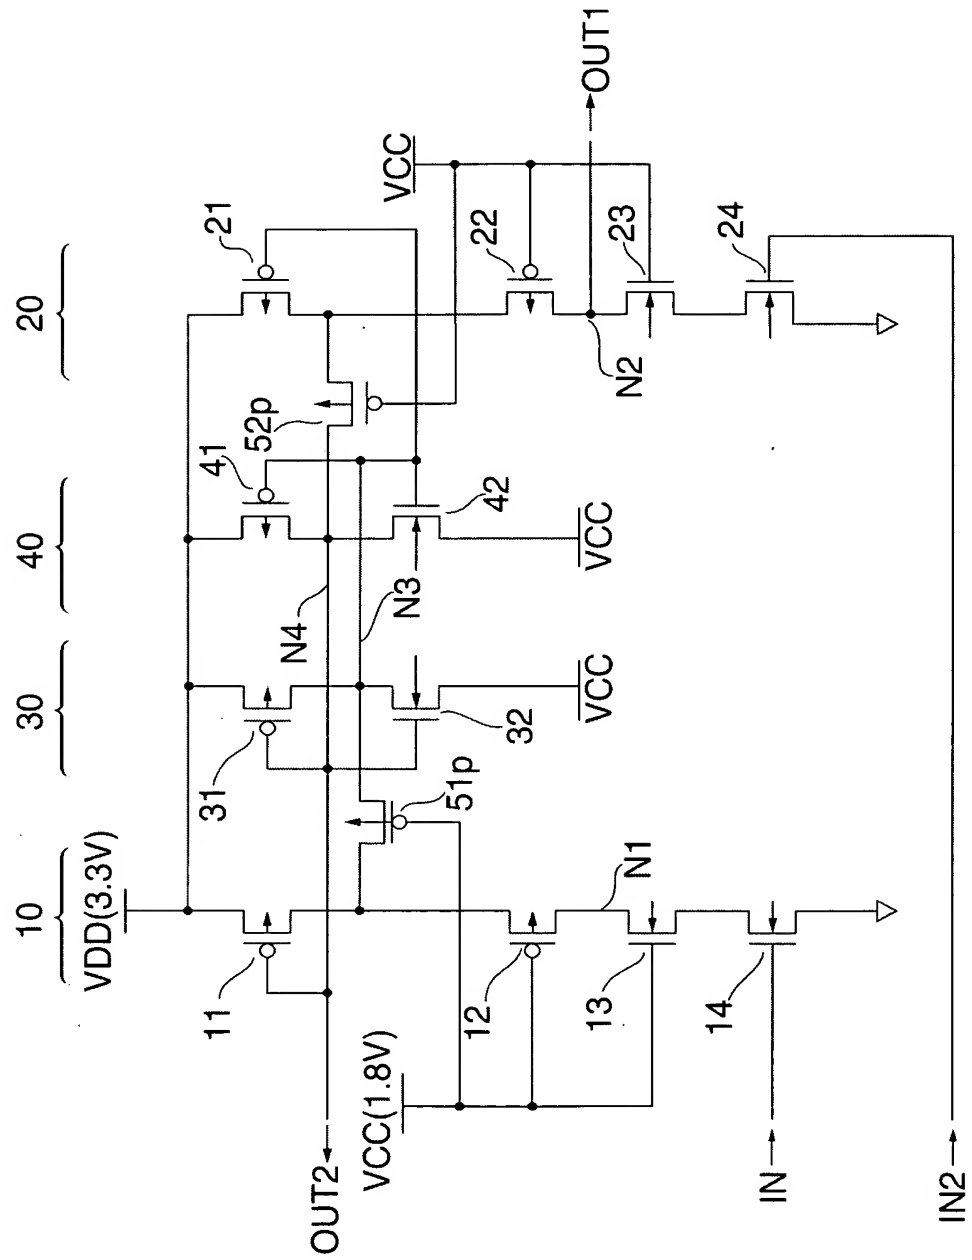 10
30
40
20
VDD(3.3V)
11
31
41
21
N4
52p
VCC
OUT2
VCC(1.8V)
51p
N3
32
42
22
OUT1
12
N1
VCC
VCC
N2
23
13
14
24
IN
IN2